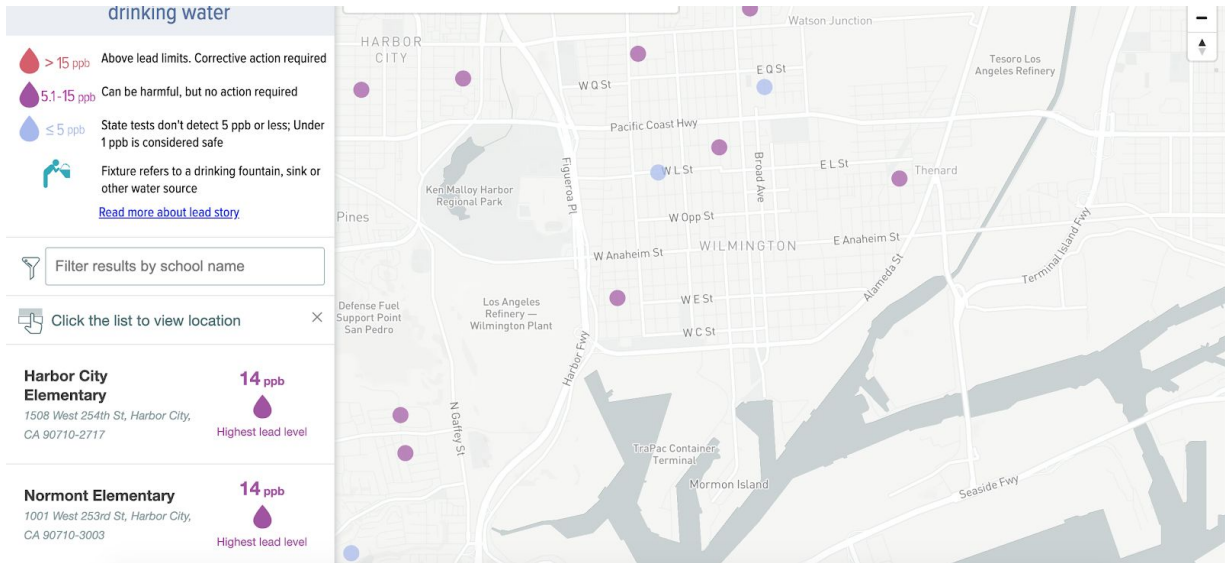 drinking water
> 15 ppb
Above lead limits. Corrective action required
5.1-15 ppb
Can be harmful, but no action required
≤ 5 ppb
State tests don't detect 5 ppb or less; Under
1 ppb is considered safe
Fixture refers to a drinking fountain, sink or
other water source
Read more about lead story
Filter results by school name
Click the list to view location
Harbor City
Elementary
1508 West 254th St, Harbor City,
CA 90710-2717
14 ppb
Highest lead level
Normont Elementary
1001 West 253rd St, Harbor City,
CA 90710-3003
14 ppb
Highest lead level
Watson Junction
HARBOR
CITY
Tesoro Los
Angeles Refinery
E Q St
W Q St
Pacific Coast Hwy
Figueroa Pl
Broad Ave
W L St
E L St
Thenard
Ken Malloy Harbor
Regional Park
Pines
W Opp St
WILMINGTON
E Anaheim St
W Anaheim St
Terminal Island Fwy
Alameda St
Defense Fuel
Support Point
San Pedro
Los Angeles
Refinery —
Wilmington Plant
W E St
W C St
Harbor Fwy
N Gaffey St
TraPac Container
Terminal
Mormon Island
Seaside Fwy